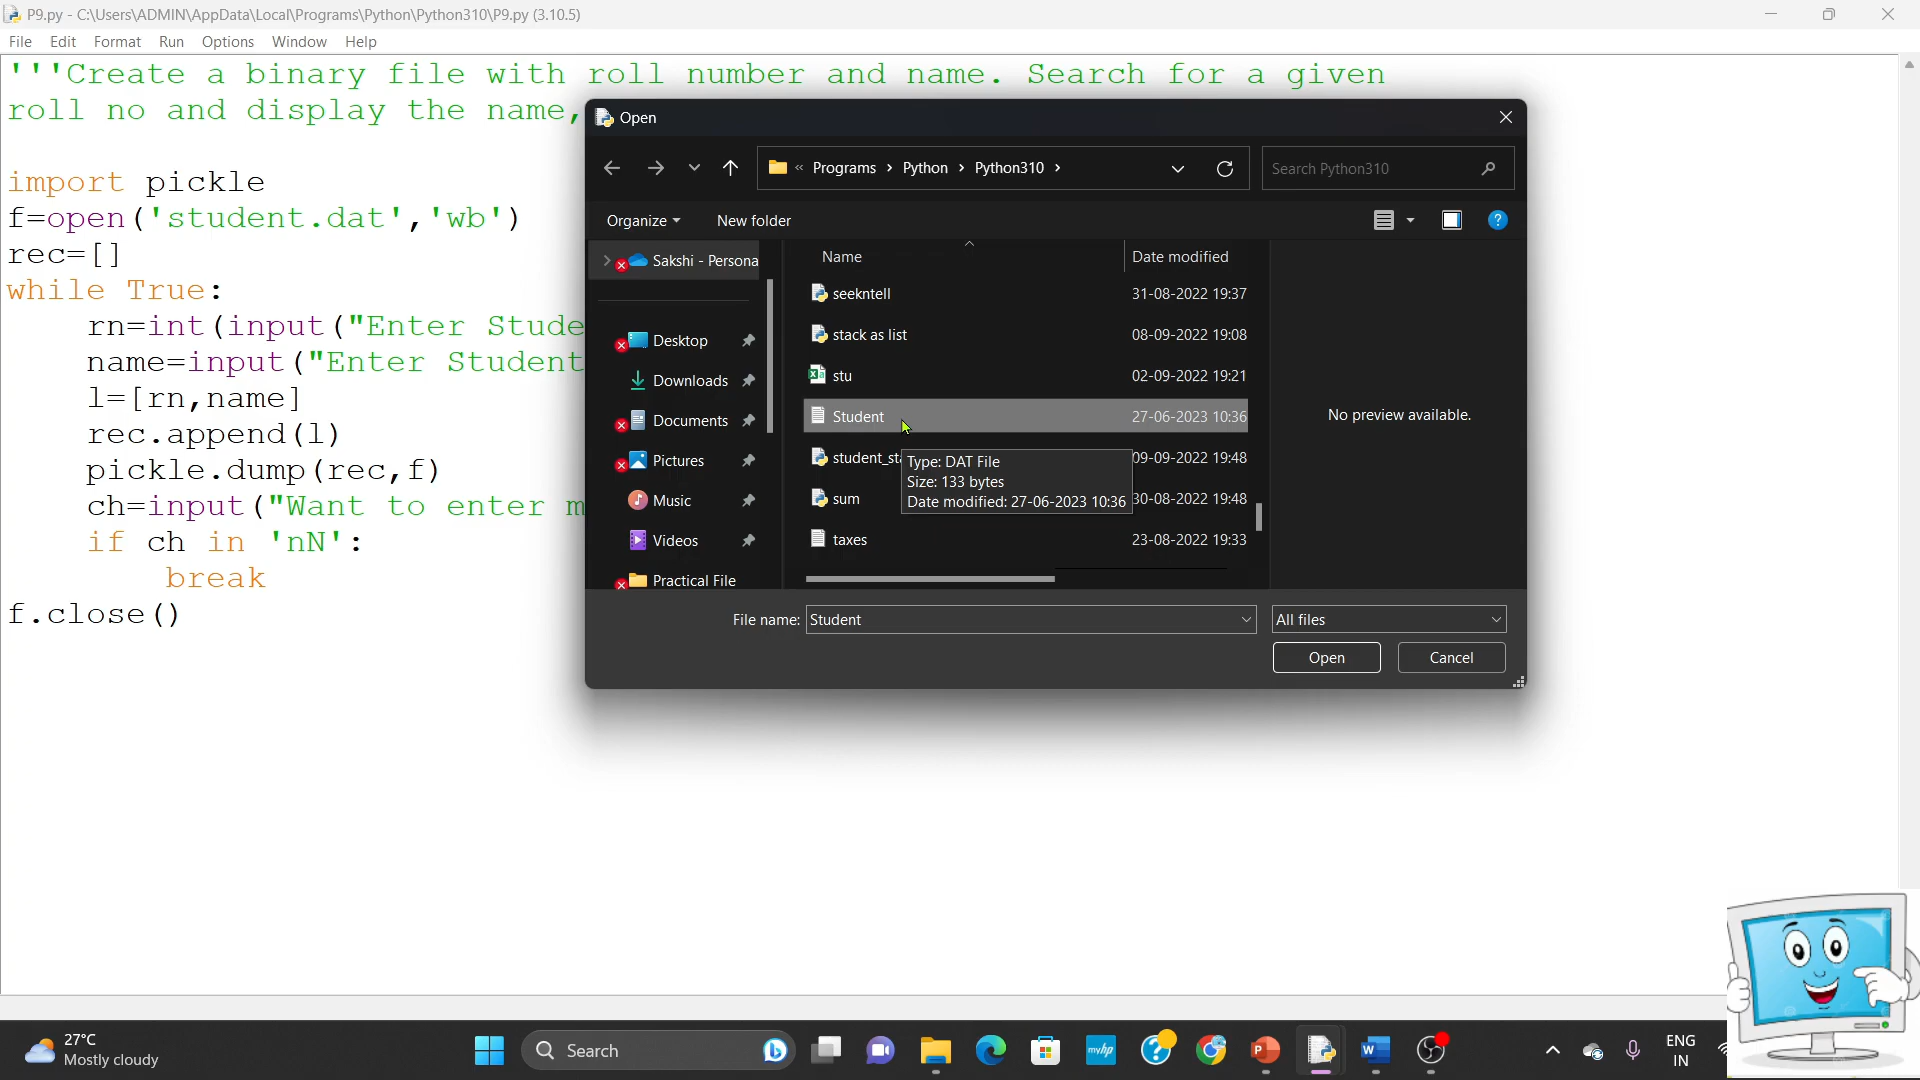 P9.py - C:\Users\ADMIN\AppData\Local\Programs\Python\Python310\P9.py (3.10.5)
File Edit Format Run Options Window Help
'''Create a binary file with roll number and name. Search for a given
roll no and display the name,
import pickle
f=open('student.dat','wb')
rec=[]
while True:
rn=int(input("Enter Stude
name=input("Enter Student
l=[rn,name]
rec.append(l)
pickle.dump(rec,f)
ch=input("Want to enter m
if ch in 'nN':
break
f.close()
Open
« Programs › Python › Python310 ›
Search Python310
Organize
New folder
Sakshi - Persona
Desktop
Downloads
Documents
Pictures
Music
Videos
Practical File
Name Date modified
seekntell 31-08-2022 19:37
stack as list 08-09-2022 19:08
stu 02-09-2022 19:21
Student 27-06-2023 10:36
student_sta 09-09-2022 19:48
sum 30-08-2022 19:48
taxes 23-08-2022 19:33
Type: DAT File
Size: 133 bytes
Date modified: 27-06-2023 10:36
No preview available.
File name: Student
All files
Open
Cancel
27°C
Mostly cloudy
Search
myhp
ENG
IN